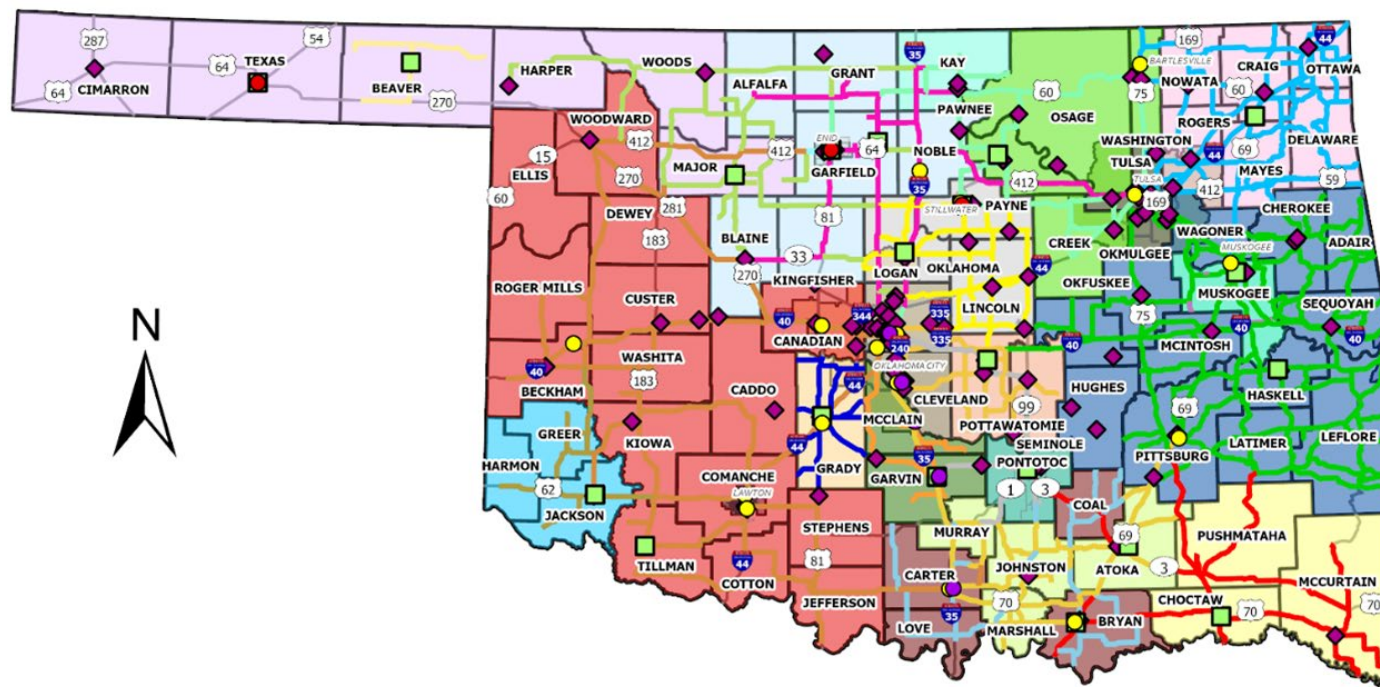 287
54
64
TEXAS
64
CIMARRON
BEAVER
270
HARPER
WOODS
ALFALFA
GRANT
35
KAY
169
44
BARTLESVILLE
CRAIG
OTTAWA
NOWATA
60
75
60
OSAGE
PAWNEE
WOODWARD
412
ROGERS
WASHINGTON
DELAWARE
69
TULSA
44
MAYES
15
ELLIS
MAJOR
412
ENID
64
NOBLE
GARFIELD
270
412
TULSA
412
59
169
60
DEWEY
281
81
35
STILLWATER
PAYNE
CHEROKEE
183
BLAINE
WAGONER
MUSKOGEE
ADAIR
CREEK
OKMULGEE
33
270
KINGFISHER
LOGAN
OKLAHOMA
44
OKFUSKEE
MUSKOGEE
ROGER MILLS
CUSTER
LINCOLN
SEQUOYAH
75
40
344
335
40
CANADIAN
335
240
40
40
MCINTOSH
N
WASHITA
OKLAHOMA CITY
40
183
44
HUGHES
HASKELL
BECKHAM
CADDO
CLEVELAND
99
69
MCCLAIN
GREER
KIOWA
POTTAWATOMIE
SEMINOLE
LATIMER
LEFLORE
44
35
PITTSBURG
HARMON
GRADY
GARVIN
PONTOTOC
COMANCHE
62
LAWTON
1
3
COAL
JACKSON
STEPHENS
MURRAY
69
PUSHMATAHA
TILLMAN
44
81
JOHNSTON
ATOKA
3
CARTER
MCCURTAIN
COTTON
70
CHOCTAW
70
70
JEFFERSON
35
LOVE
MARSHALL
BRYAN